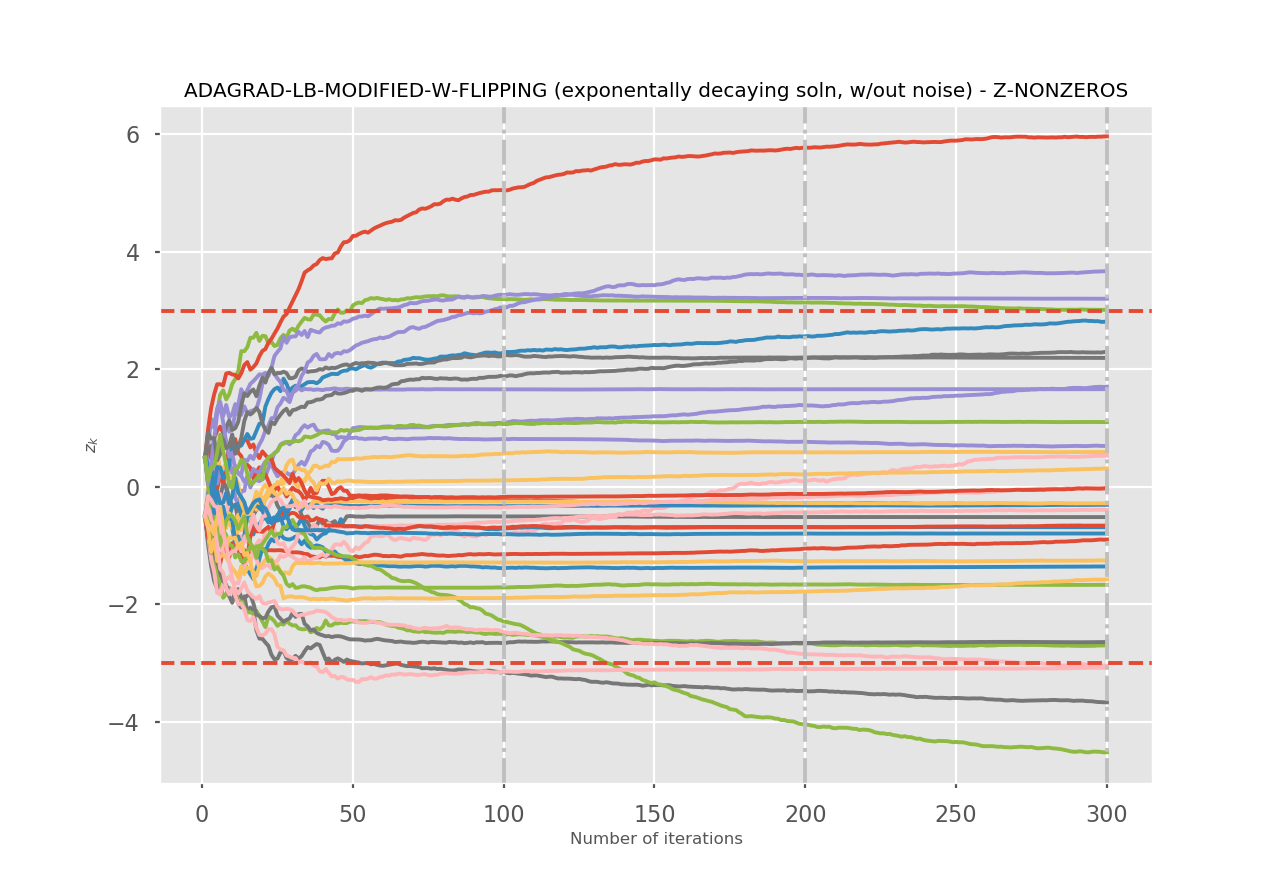 ADAGRAD-LB-MODIFIED-W-FLIPPING (exponentially decaying soln, w/out noise) - Z-NONZEROS
6
4
2
0
−2
−4
z_k
0 50 100 150 200 250 300
Number of iterations